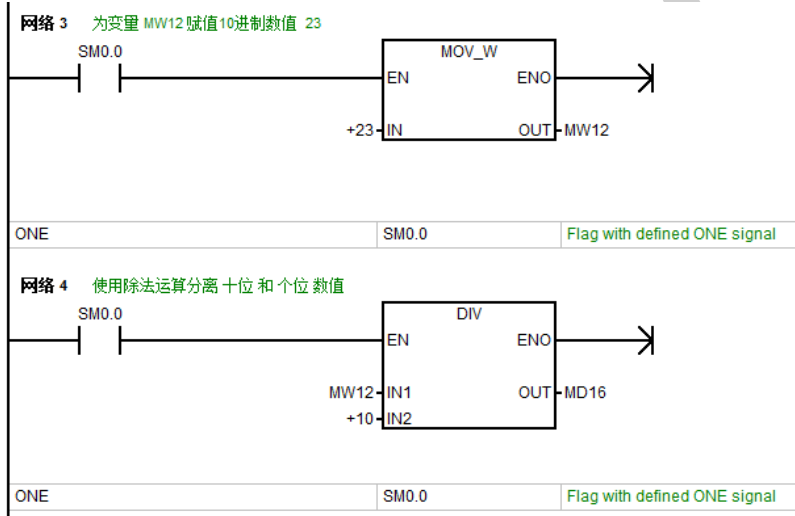 网络 3 为变量 MW12 赋值10进制数值 23
SM0.0
MOV_W
EN ENO
+23 IN OUT MW12
ONE SM0.0 Flag with defined ONE signal
网络 4 使用除法运算分离 十位 和 个位 数值
SM0.0
DIV
EN ENO
MW12 IN1 OUT MD16
+10 IN2
ONE SM0.0 Flag with defined ONE signal